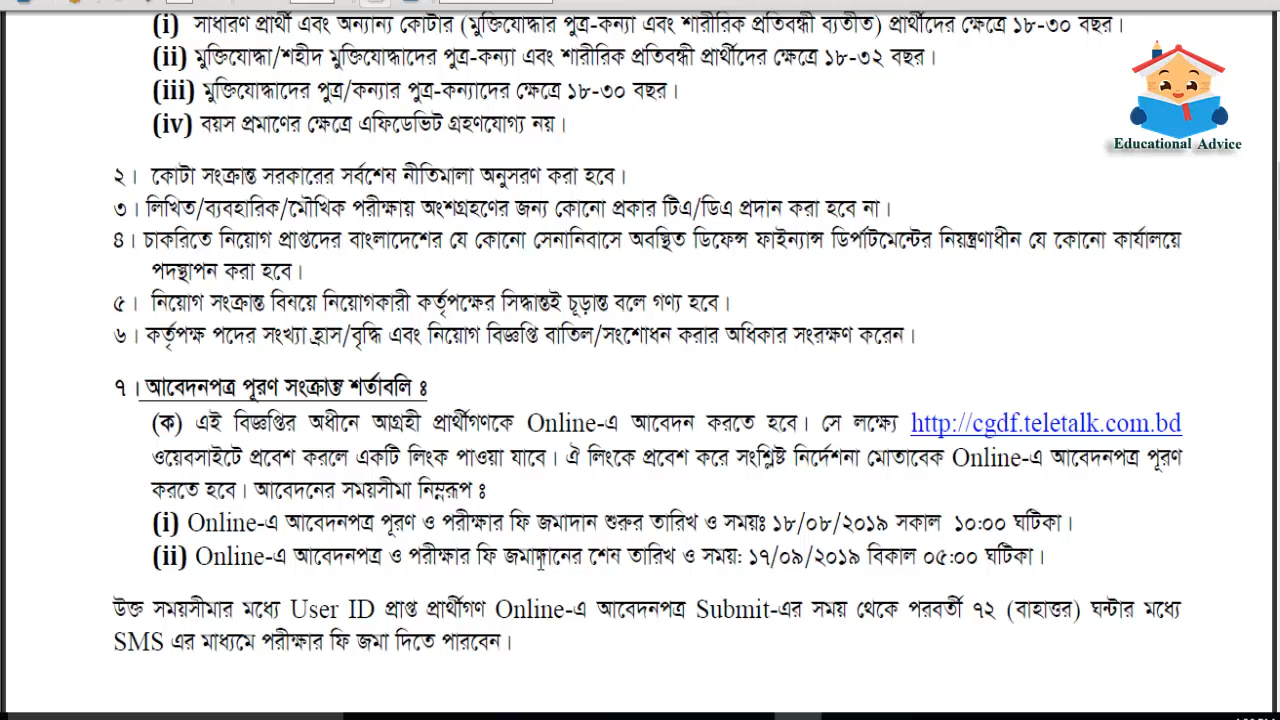 (i) সাধারণ প্রার্থী এবং অন্যান্য কোটার (মুক্তিযোদ্ধার পুত্র-কন্যা এবং শারীরিক প্রতিবন্ধী ব্যতীত) প্রার্থীদের ক্ষেত্রে ১৮-৩০ বছর।
(ii) মুক্তিযোদ্ধা/শহীদ মুক্তিযোদ্ধাদের পুত্র-কন্যা এবং শারীরিক প্রতিবন্ধী প্রার্থীদের ক্ষেত্রে ১৮-৩২ বছর।
(iii) মুক্তিযোদ্ধাদের পুত্র/কন্যার পুত্র-কন্যাদের ক্ষেত্রে ১৮-৩০ বছর।
(iv) বয়স প্রমাণের ক্ষেত্রে এফিডেভিট গ্রহণযোগ্য নয়।
Educational Advice
২। কোটা সংক্রান্ত সরকারের সর্বশেষ নীতিমালা অনুসরণ করা হবে।
৩। লিখিত/ব্যবহারিক/মৌখিক পরীক্ষায় অংশগ্রহণের জন্য কোনো প্রকার টিএ/ডিএ প্রদান করা হবে না।
৪। চাকরিতে নিয়োগ প্রাপ্তদের বাংলাদেশের যে কোনো সেনানিবাসে অবস্থিত ডিফেন্স ফাইন্যান্স ডিপার্টমেন্টের নিয়ন্ত্রণাধীন যে কোনো কার্যালয়ে
পদস্থাপন করা হবে।
৫। নিয়োগ সংক্রান্ত বিষয়ে নিয়োগকারী কর্তৃপক্ষের সিদ্ধান্তই চূড়ান্ত বলে গণ্য হবে।
৬। কর্তৃপক্ষ পদের সংখ্যা হ্রাস/বৃদ্ধি এবং নিয়োগ বিজ্ঞপ্তি বাতিল/সংশোধন করার অধিকার সংরক্ষণ করেন।
৭। আবেদনপত্র পূরণ সংক্রান্ত শর্তাবলি ঃ
(ক) এই বিজ্ঞপ্তির অধীনে আগ্রহী প্রার্থীগণকে Online-এ আবেদন করতে হবে। সে লক্ষ্যে http://cgdf.teletalk.com.bd
ওয়েবসাইটে প্রবেশ করলে একটি লিংক পাওয়া যাবে। ঐ লিংকে প্রবেশ করে সংশ্লিষ্ট নির্দেশনা মোতাবেক Online-এ আবেদনপত্র পূরণ
করতে হবে। আবেদনের সময়সীমা নিম্নরূপ ঃ
(i) Online-এ আবেদনপত্র পূরণ ও পরীক্ষার ফি জমাদান শুরুর তারিখ ও সময়ঃ ১৮/০৮/২০১৯ সকাল ১০:০০ ঘটিকা।
(ii) Online-এ আবেদনপত্র ও পরীক্ষার ফি জমাদানের শেষ তারিখ ও সময়: ১৭/০৯/২০১৯ বিকাল ০৫:০০ ঘটিকা।
উক্ত সময়সীমার মধ্যে User ID প্রাপ্ত প্রার্থীগণ Online-এ আবেদনপত্র Submit-এর সময় থেকে পরবর্তী ৭২ (বাহাত্তর) ঘন্টার মধ্যে
SMS এর মাধ্যমে পরীক্ষার ফি জমা দিতে পারবেন।